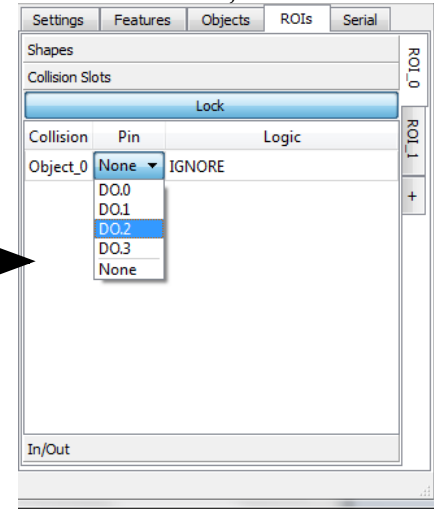 Settings Features Objects ROIs Serial
Shapes
Collision Slots
Lock
Collision Pin Logic
Object_0 None IGNORE
DO.0
DO.1
DO.2
DO.3
None
In/Out
ROI_0
ROI_1
+